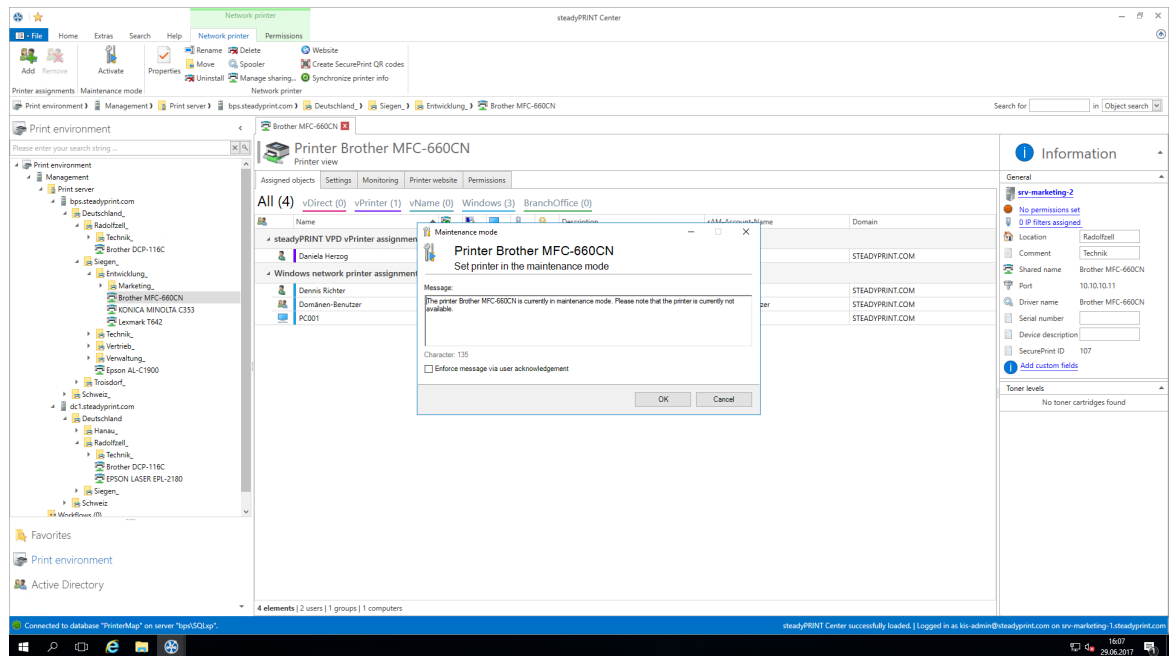 Network printer
steadyPRINT Center
File Home Extras Search Help Network printer Permissions
Add Remove
Activate
Properties
Rename Delete Website
Move Spooler Create SecurePrint QR codes
Uninstall Manage sharing... Synchronize printer info
Printer assignments Maintenance mode Network printer
Print environment Management Print server bps.steadyprint.com Deutschland_ Siegen_ Entwicklung_ Brother MFC-660CN
Search for in Object search
Print environment
Please enter your search string ...
Print environment
Management
Print server
bps.steadyprint.com
Deutschland_
Radolfzell_
Technik_
Brother DCP-116C
Siegen_
Entwicklung_
Marketing_
Brother MFC-660CN
KONICA MINOLTA C353
Lexmark T642
Technik_
Vertrieb_
Verwaltung_
Epson AL-C1900
Troisdorf_
Schweiz_
dc1.steadyprint.com
Deutschland
Hanau_
Radolfzell_
Technik_
Brother DCP-116C
EPSON LASER EPL-2180
Siegen_
Schweiz
Workflows (0)
Favorites
Print environment
Active Directory
Brother MFC-660CN
Printer Brother MFC-660CN
Printer view
Assigned objects Settings Monitoring Printer website Permissions
All (4) vDirect (0) vPrinter (1) vName (0) Windows (3) BranchOffice (0)
Name Description sAM-Account-Name Domain
steadyPRINT VPD vPrinter assignmen
Daniela Herzog STEADYPRINT.COM
Windows network printer assignment
Dennis Richter STEADYPRINT.COM
Domänen-Benutzer zer STEADYPRINT.COM
PC001 STEADYPRINT.COM
Maintenance mode
Printer Brother MFC-660CN
Set printer in the maintenance mode
Message:
The printer Brother MFC-660CN is currently in maintenance mode. Please note that the printer is currently not
available.
Character: 135
Enforce message via user acknowledgement
OK Cancel
4 elements | 2 users | 1 groups | 1 computers
Information
General
srv-marketing-2
No permissions set
0 IP filters assigned
Location Radolfzell
Comment Technik
Shared name Brother MFC-660CN
Port 10.10.10.11
Driver name Brother MFC-660CN
Serial number
Device description
SecurePrint ID 107
Add custom fields
Toner levels
No toner cartridges found
Connected to database "PrinterMap" on server "bps\SQLxp".
steadyPRINT Center successfully loaded. | Logged in as kis-admin@steadyprint.com on srv-marketing-1.steadyprint.com
16:07
29.06.2017